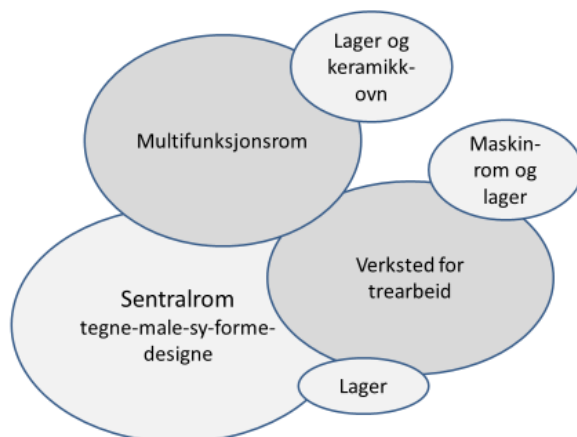 Lager og
keramikk-
ovn
Multifunksjonsrom
Maskin-
rom og
lager
Verksted for
trearbeid
Sentralrom
tegne-male-sy-forme-
designe
Lager